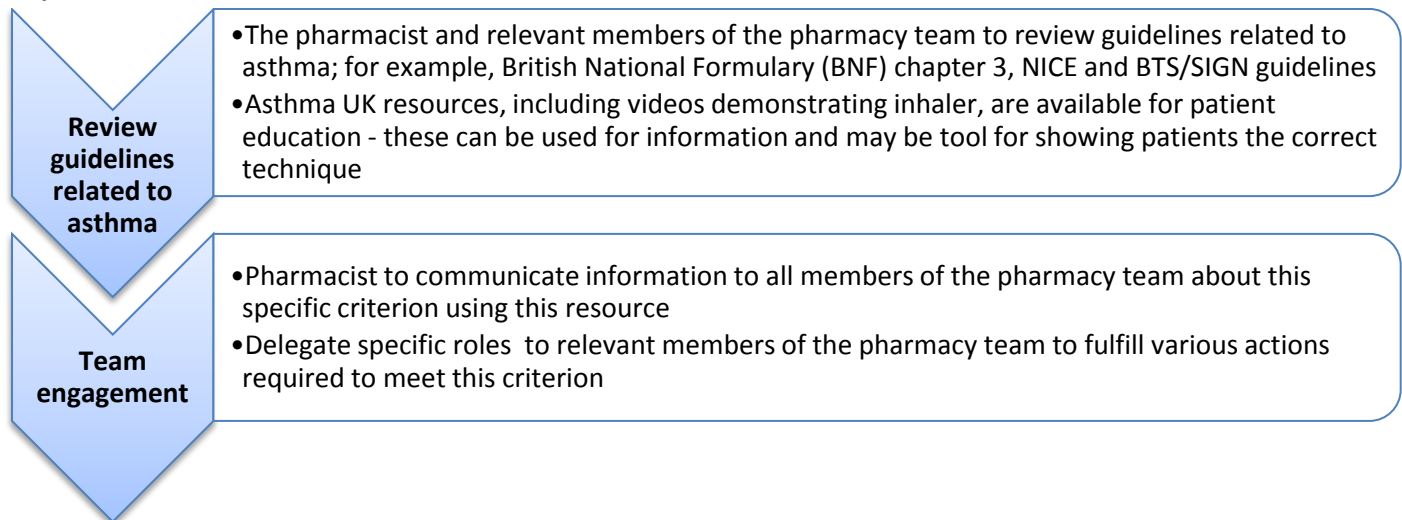 •The pharmacist and relevant members of the pharmacy team to review guidelines related to
asthma; for example, British National Formulary (BNF) chapter 3, NICE and BTS/SIGN guidelines
•Asthma UK resources, including videos demonstrating inhaler, are available for patient
education - these can be used for information and may be tool for showing patients the correct
technique
Review
guidelines
related to
asthma
•Pharmacist to communicate information to all members of the pharmacy team about this
specific criterion using this resource
•Delegate specific roles  to relevant members of the pharmacy team to fulfill various actions
required to meet this criterion
Team
engagement